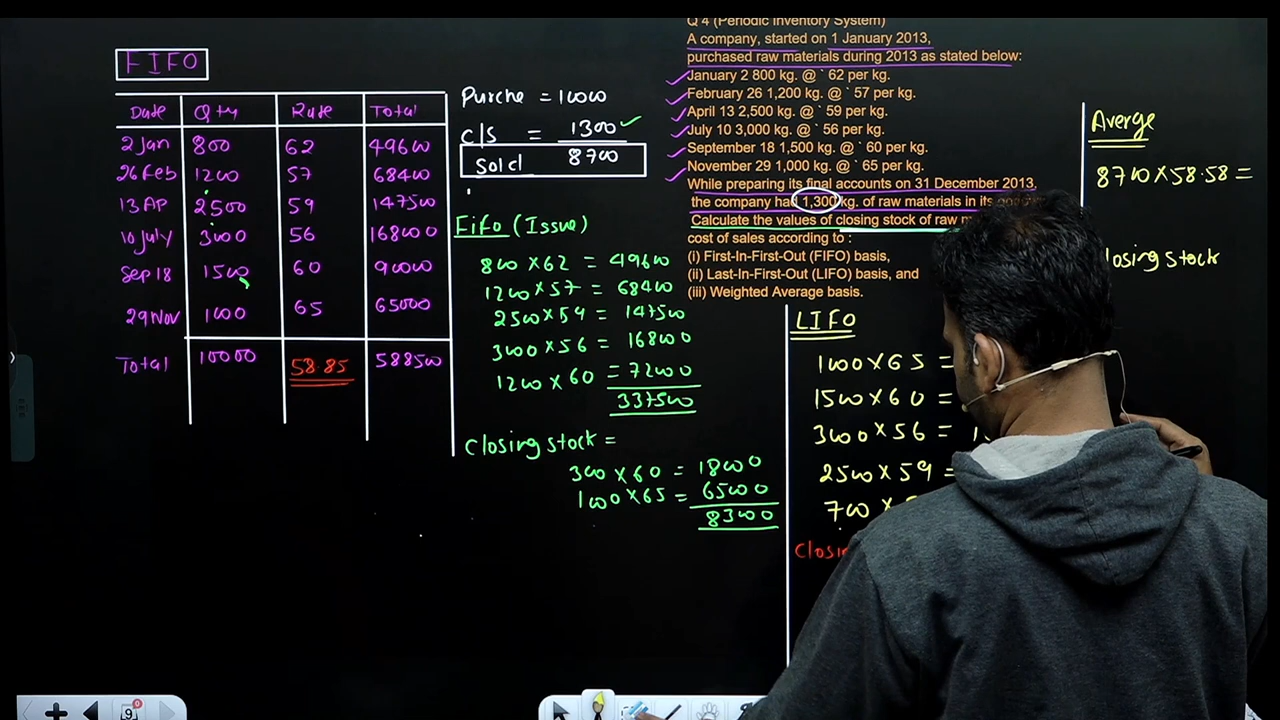 FIFO
Date Qty Rate Total
2 Jan 800 62 49600
26 Feb 1200 57 68400
13 AP 2500 59 147500
10 July 3000 56 168000
Sep 18 1500 60 90000
29 Nov 1000 65 65000
Total 10000 58.85 588500
Purche = 10000
C/S = 1300
Sold 8700
Fifo (Issue)
800 X 62 = 49600
1200 X 57 = 68400
2500 X 59 = 147500
3000 X 56 = 168000
1200 X 60 = 72000
337500
Closing stock =
300 X 60 = 18000
1000 X 65 = 65000
83000
Q 4 (Periodic Inventory System)
A company, started on 1 January 2013,
purchased raw materials during 2013 as stated below:
January 2 800 kg. @ ` 62 per kg.
February 26 1,200 kg. @ ` 57 per kg.
April 13 2,500 kg. @ ` 59 per kg.
July 10 3,000 kg. @ ` 56 per kg.
September 18 1,500 kg. @ ` 60 per kg.
November 29 1,000 kg. @ ` 65 per kg.
While preparing its final accounts on 31 December 2013,
the company had 1,300 kg. of raw materials in its
Calculate the values of closing stock of raw
cost of sales according to :
(i) First-In-First-Out (FIFO) basis,
(ii) Last-In-First-Out (LIFO) basis, and
(iii) Weighted Average basis.
LIFO
1000 X 65 =
1500 X 60 =
3000 X 56 =
2500 X 59 =
700 X
Averge
8700 X 58.58 =
losing stock
9